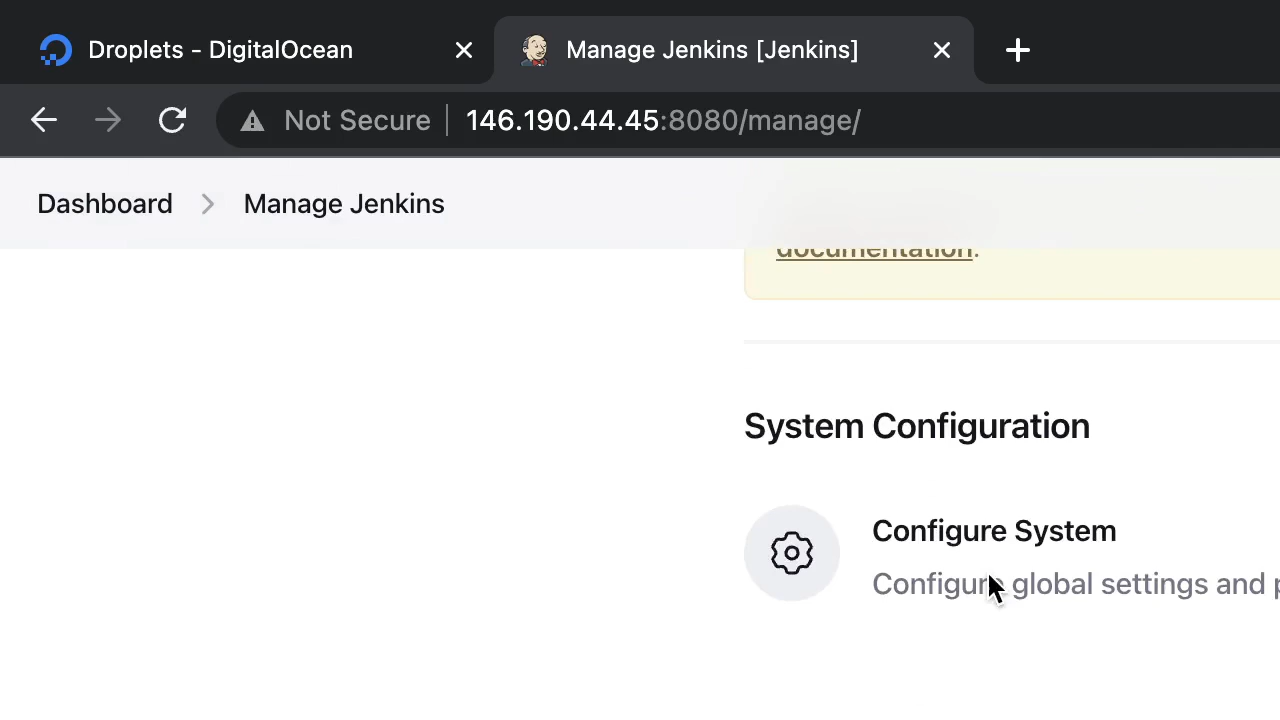 Droplets - DigitalOcean
Manage Jenkins [Jenkins]
Not Secure
146.190.44.45:8080/manage/
Dashboard
Manage Jenkins
documentation.
System Configuration
Configure System
Configure global settings and